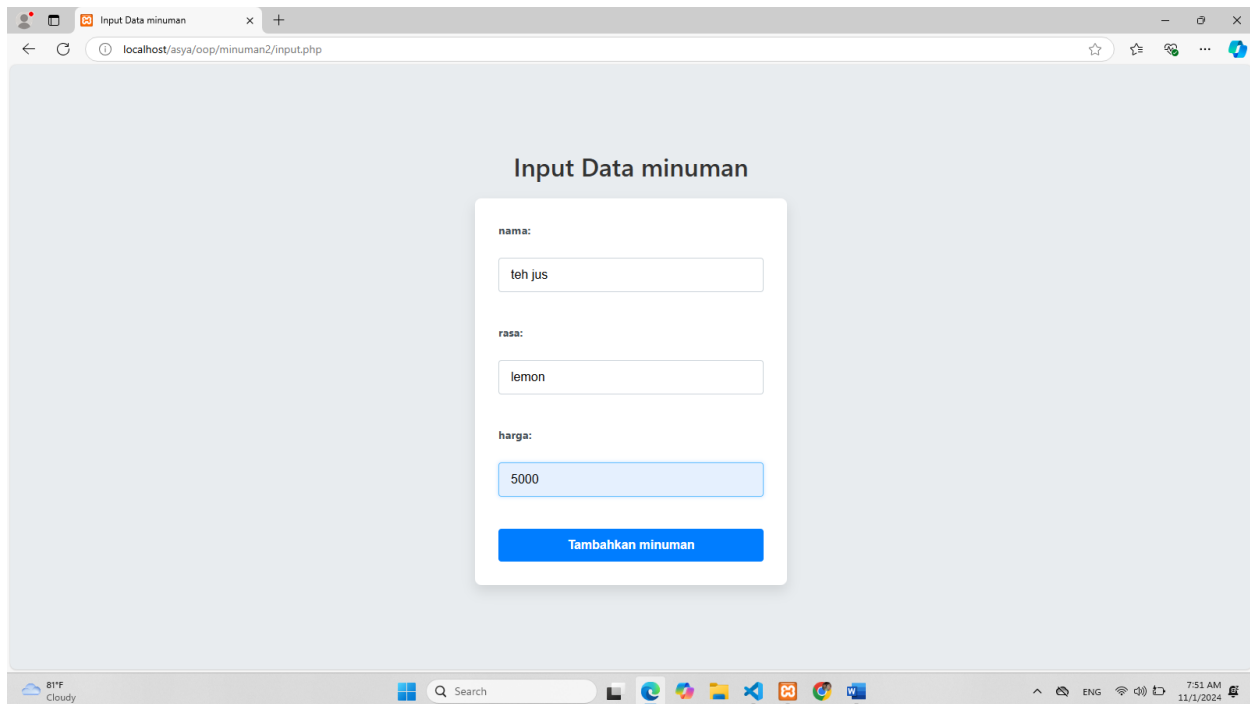 Input Data minuman
localhost/asya/oop/minuman2/input.php
Input Data minuman
nama:
teh jus
rasa:
lemon
harga:
5000
Tambahkan minuman
81°F
Cloudy
Search
ENG
7:51 AM
11/1/2024